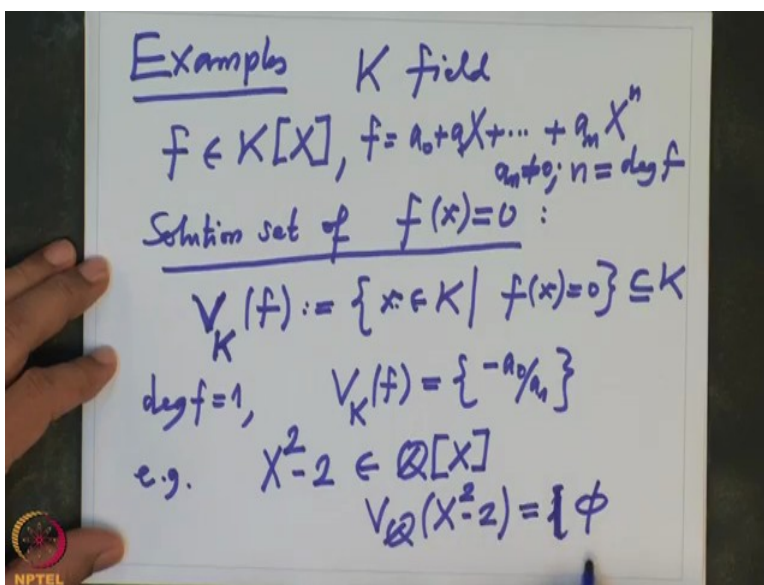 Examples K field
f ∈ K[X], f = a₀+a₁X+⋯ + aₙXⁿ
aₙ≠0; n = deg f
Solution set of f(x)=0 :
V_K(f) := {x ∈ K | f(x)=0} ⊆ K
deg f = 1, V_K(f) = {-a₀/a₁}
e.g. X²-2 ∈ ℚ[X]
V_ℚ(X²-2) = { ϕ
NPTEL